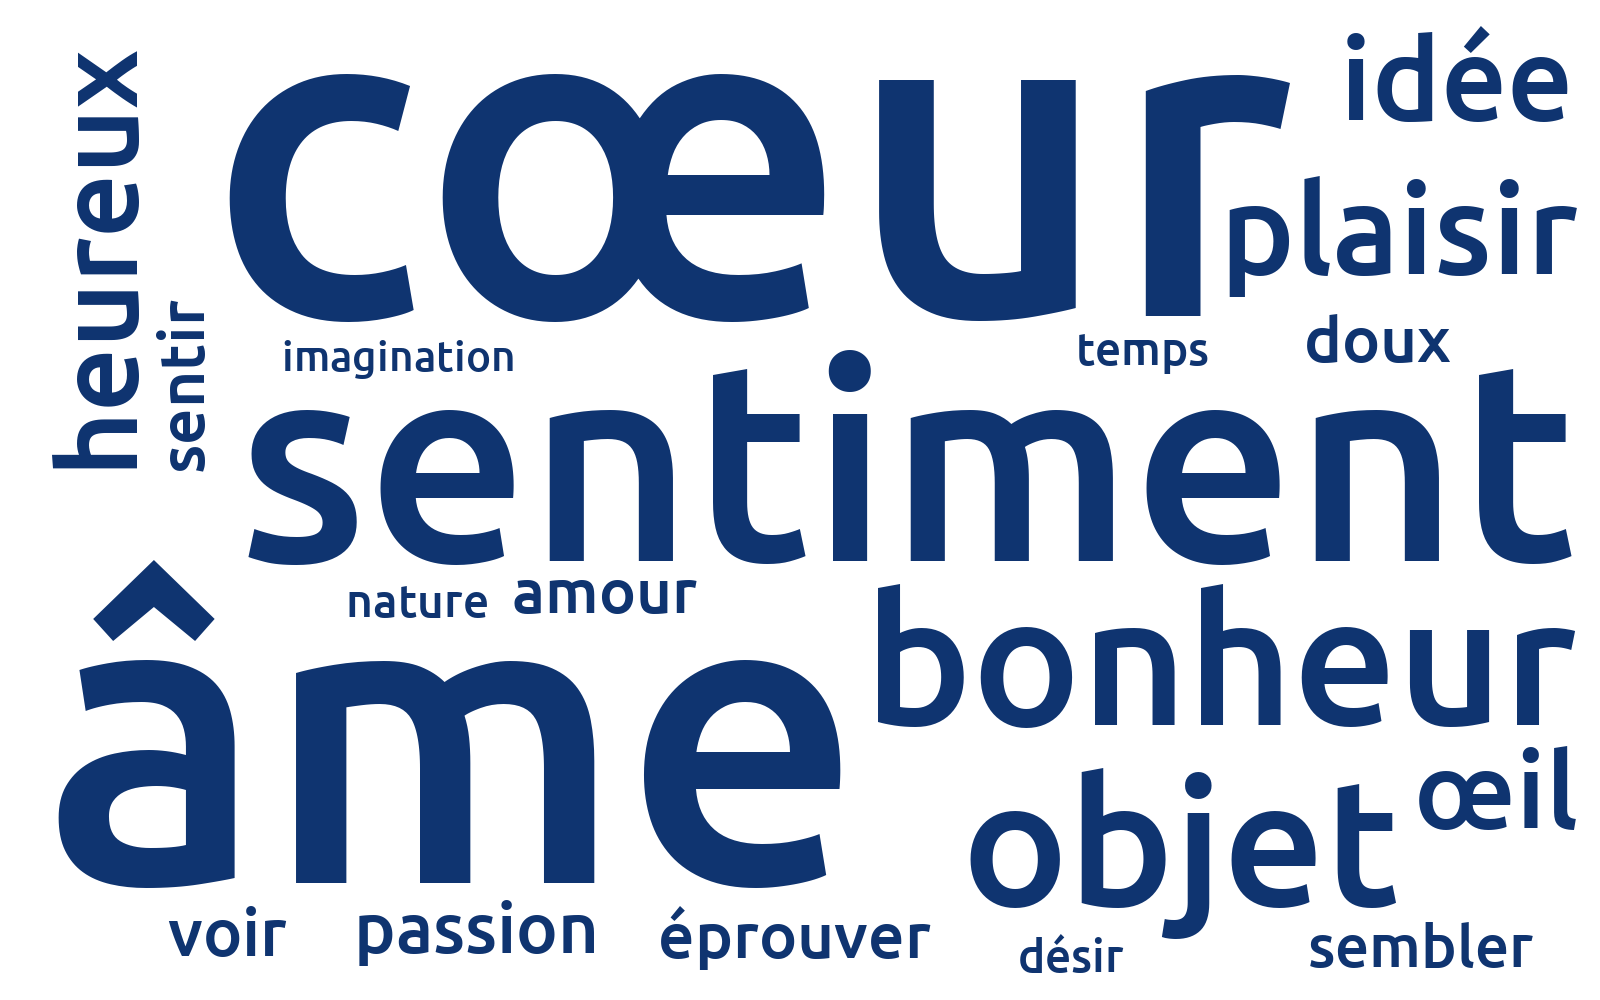 heureux
cœur
idée
plaisir
sentir
imagination
temps
doux
sentiment
nature
amour
âme
bonheur
objet
œil
voir
passion
éprouver
désir
sembler